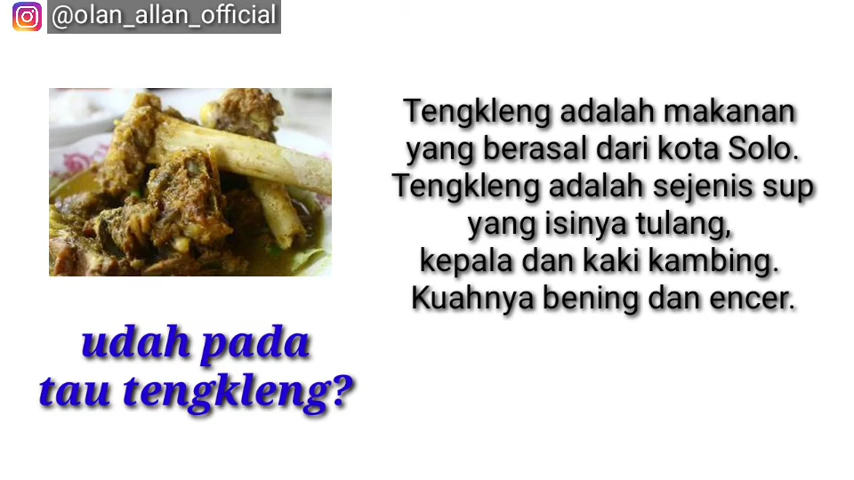 @olan_allan_official
Tengkleng adalah makanan
yang berasal dari kota Solo.
Tengkleng adalah sejenis sup
yang isinya tulang,
kepala dan kaki kambing.
Kuahnya bening dan encer.
udah pada
tau tengkleng?